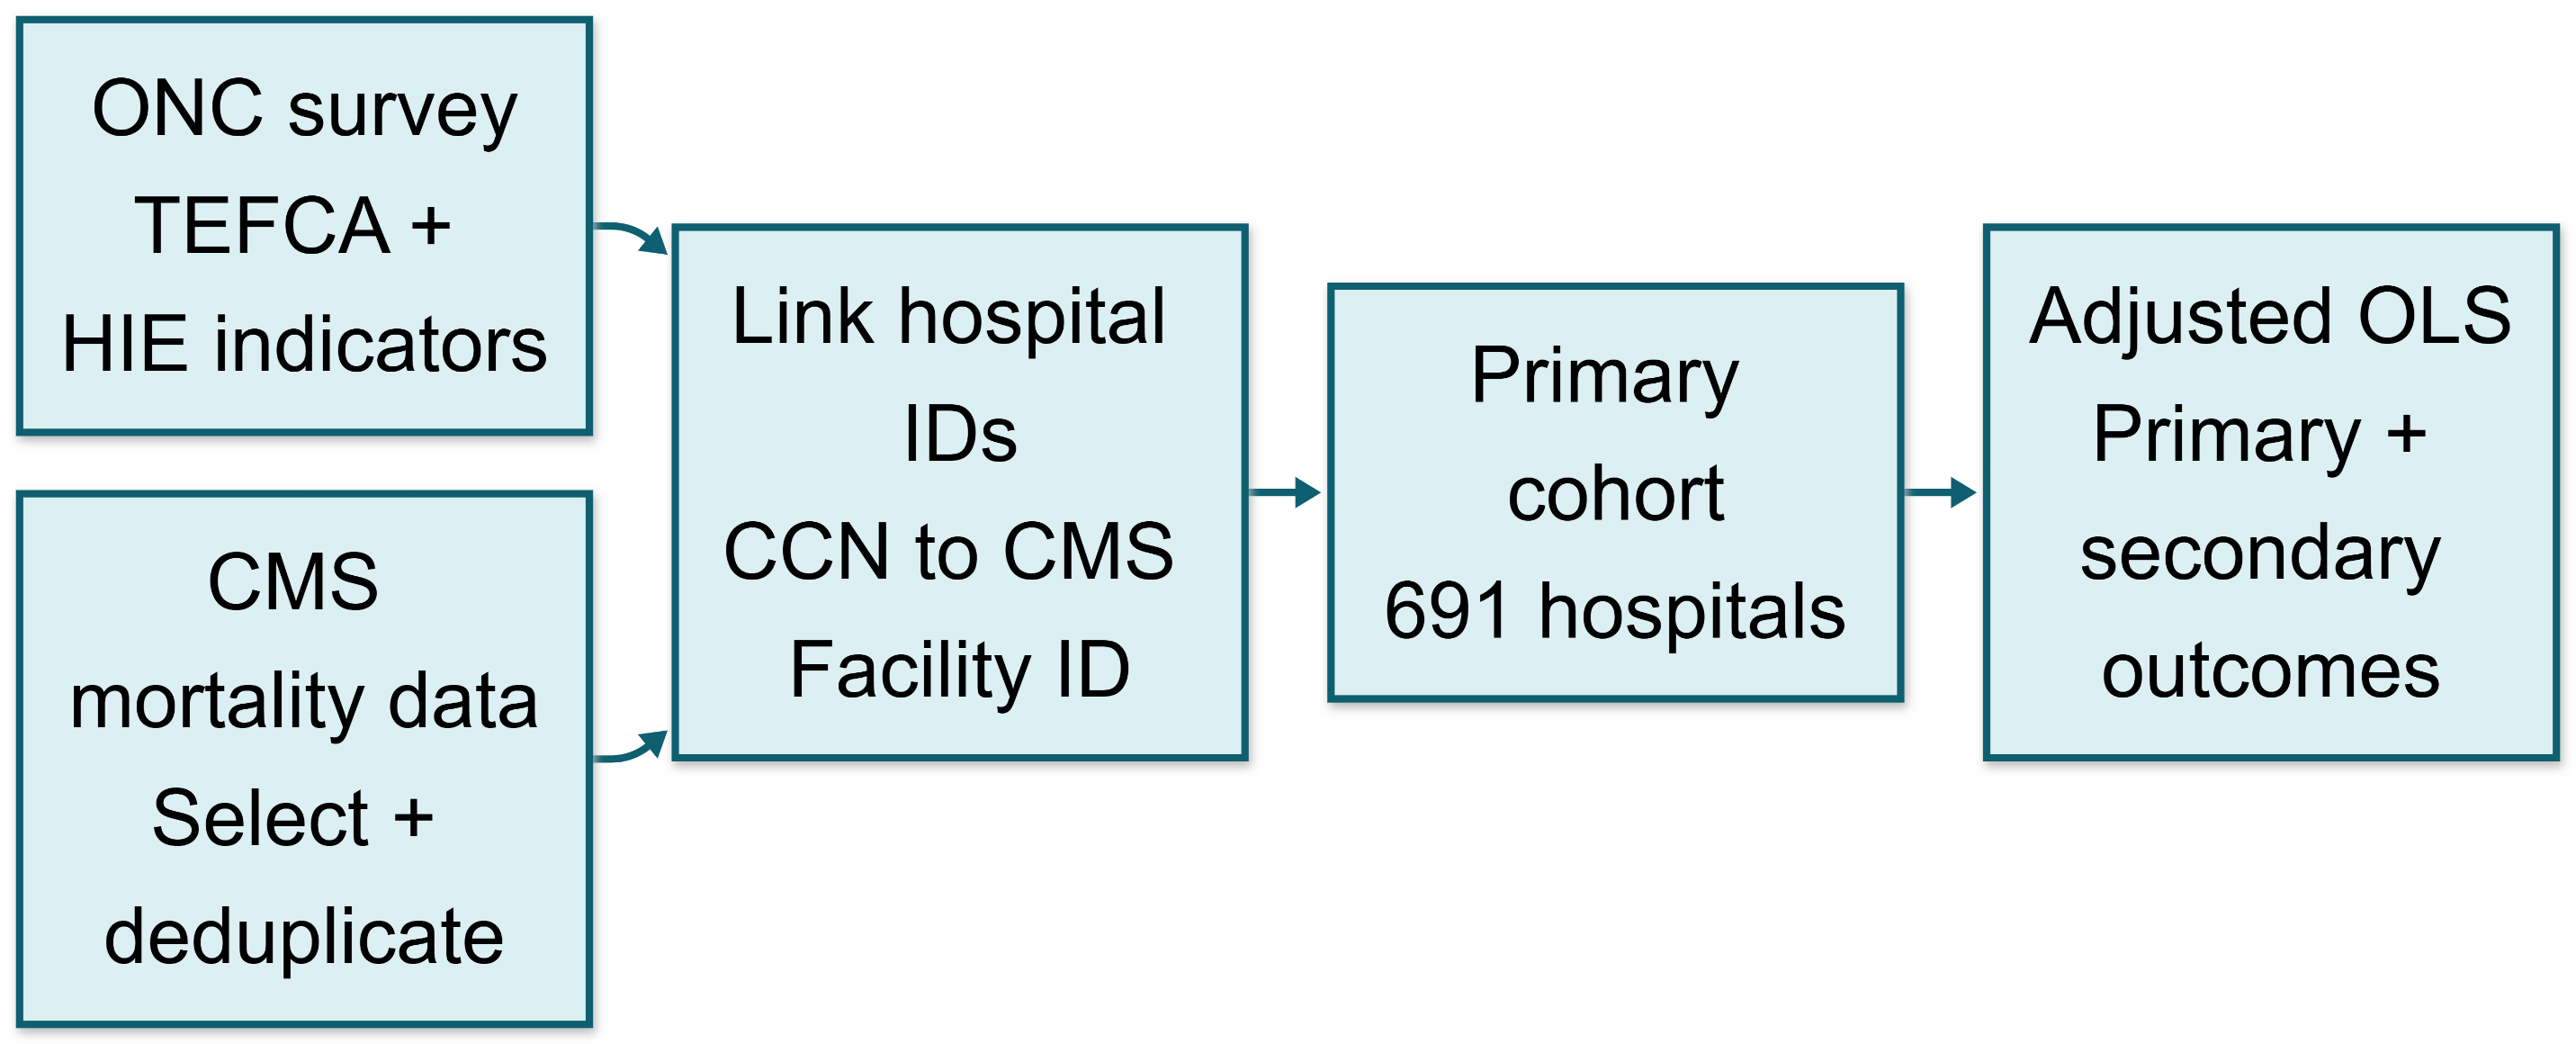 ONC survey
TEFCA +
HIE indicators
CMS
mortality data
Select +
deduplicate
Link hospital
IDs
CCN to CMS
Facility ID
Primary
cohort
691 hospitals
Adjusted OLS
Primary +
secondary
outcomes